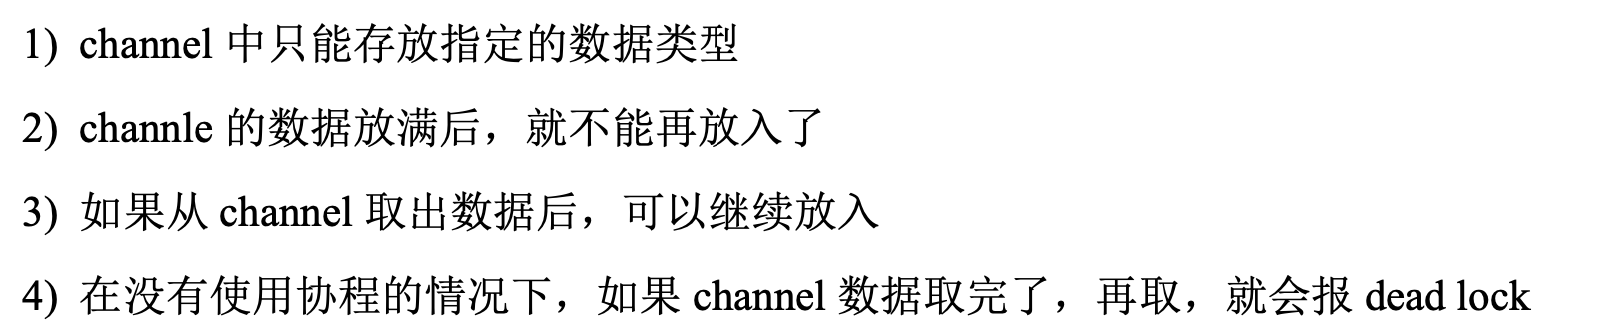 1) channel 中只能存放指定的数据类型
2) channle 的数据放满后，就不能再放入了
3) 如果从 channel 取出数据后，可以继续放入
4) 在没有使用协程的情况下，如果 channel 数据取完了，再取，就会报 dead lock